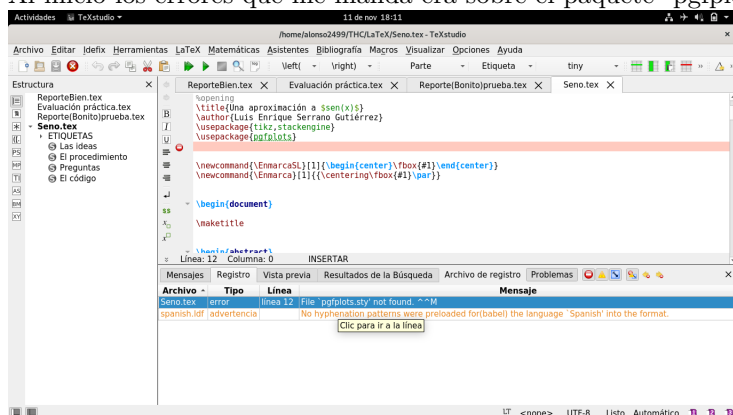 Al inicio los errores que me manda era sobre el paquete "pgfpl
Actividades TeXstudio
11 de nov 18:11
/home/alonso2499/THC/LaTeX/Seno.tex - TeXstudio
Archivo Editar Idefix Herramientas LaTeX Matemáticas Asistentes Bibliografía Macros Visualizar Opciones Ayuda
\left( \right) Parte Etiqueta tiny
Estructura ReporteBien.tex Evaluación práctica.tex Reporte(Bonito)prueba.tex Seno.tex
ReporteBien.tex
Evaluación práctica.tex
Reporte(Bonito)prueba.tex
Seno.tex
ETIQUETAS
Las ideas
El procedimiento
Preguntas
El código
%opening
\title{Una aproximación a $sen(x)$}
\author{Luis Enrique Serrano Gutiérrez}
\usepackage{tikz,stackengine}
\usepackage{pgfplots}
\newcommand{\EnmarcaSL}[1]{\begin{center}\fbox{#1}\end{center}}
\newcommand{\Enmarca}[1]{{\centering\fbox{#1}\par}}
\begin{document}
\maketitle
\begin{abstract}
Línea: 12 Columna: 0 INSERTAR
Mensajes Registro Vista previa Resultados de la Búsqueda Archivo de registro Problemas
Archivo Tipo Línea Mensaje
Seno.tex error línea 12 File `pgfplots.sty' not found. ^^M
spanish.ldf advertencia No hyphenation patterns were preloaded for(babel) the language `Spanish' into the format.
Clic para ir a la línea
LT <none> UTF-8 Listo Automático